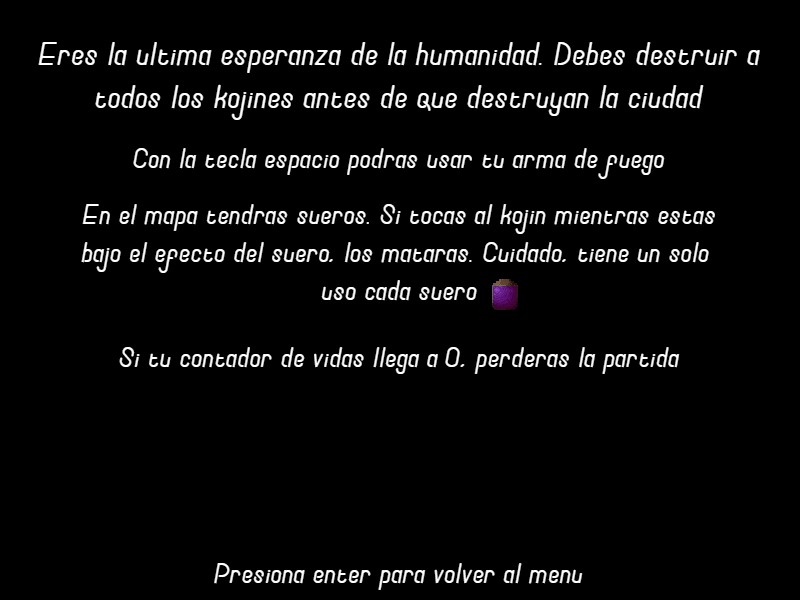 Eres la ultima esperanza de la humanidad. Debes destruir a
todos los kojines antes de que destruyan la ciudad
Con la tecla espacio podras usar tu arma de fuego
En el mapa tendras sueros. Si tocas al kojin mientras estas
bajo el efecto del suero, los mataras. Cuidado, tiene un solo
uso cada suero
Si tu contador de vidas llega a 0, perderas la partida
Presiona enter para volver al menu